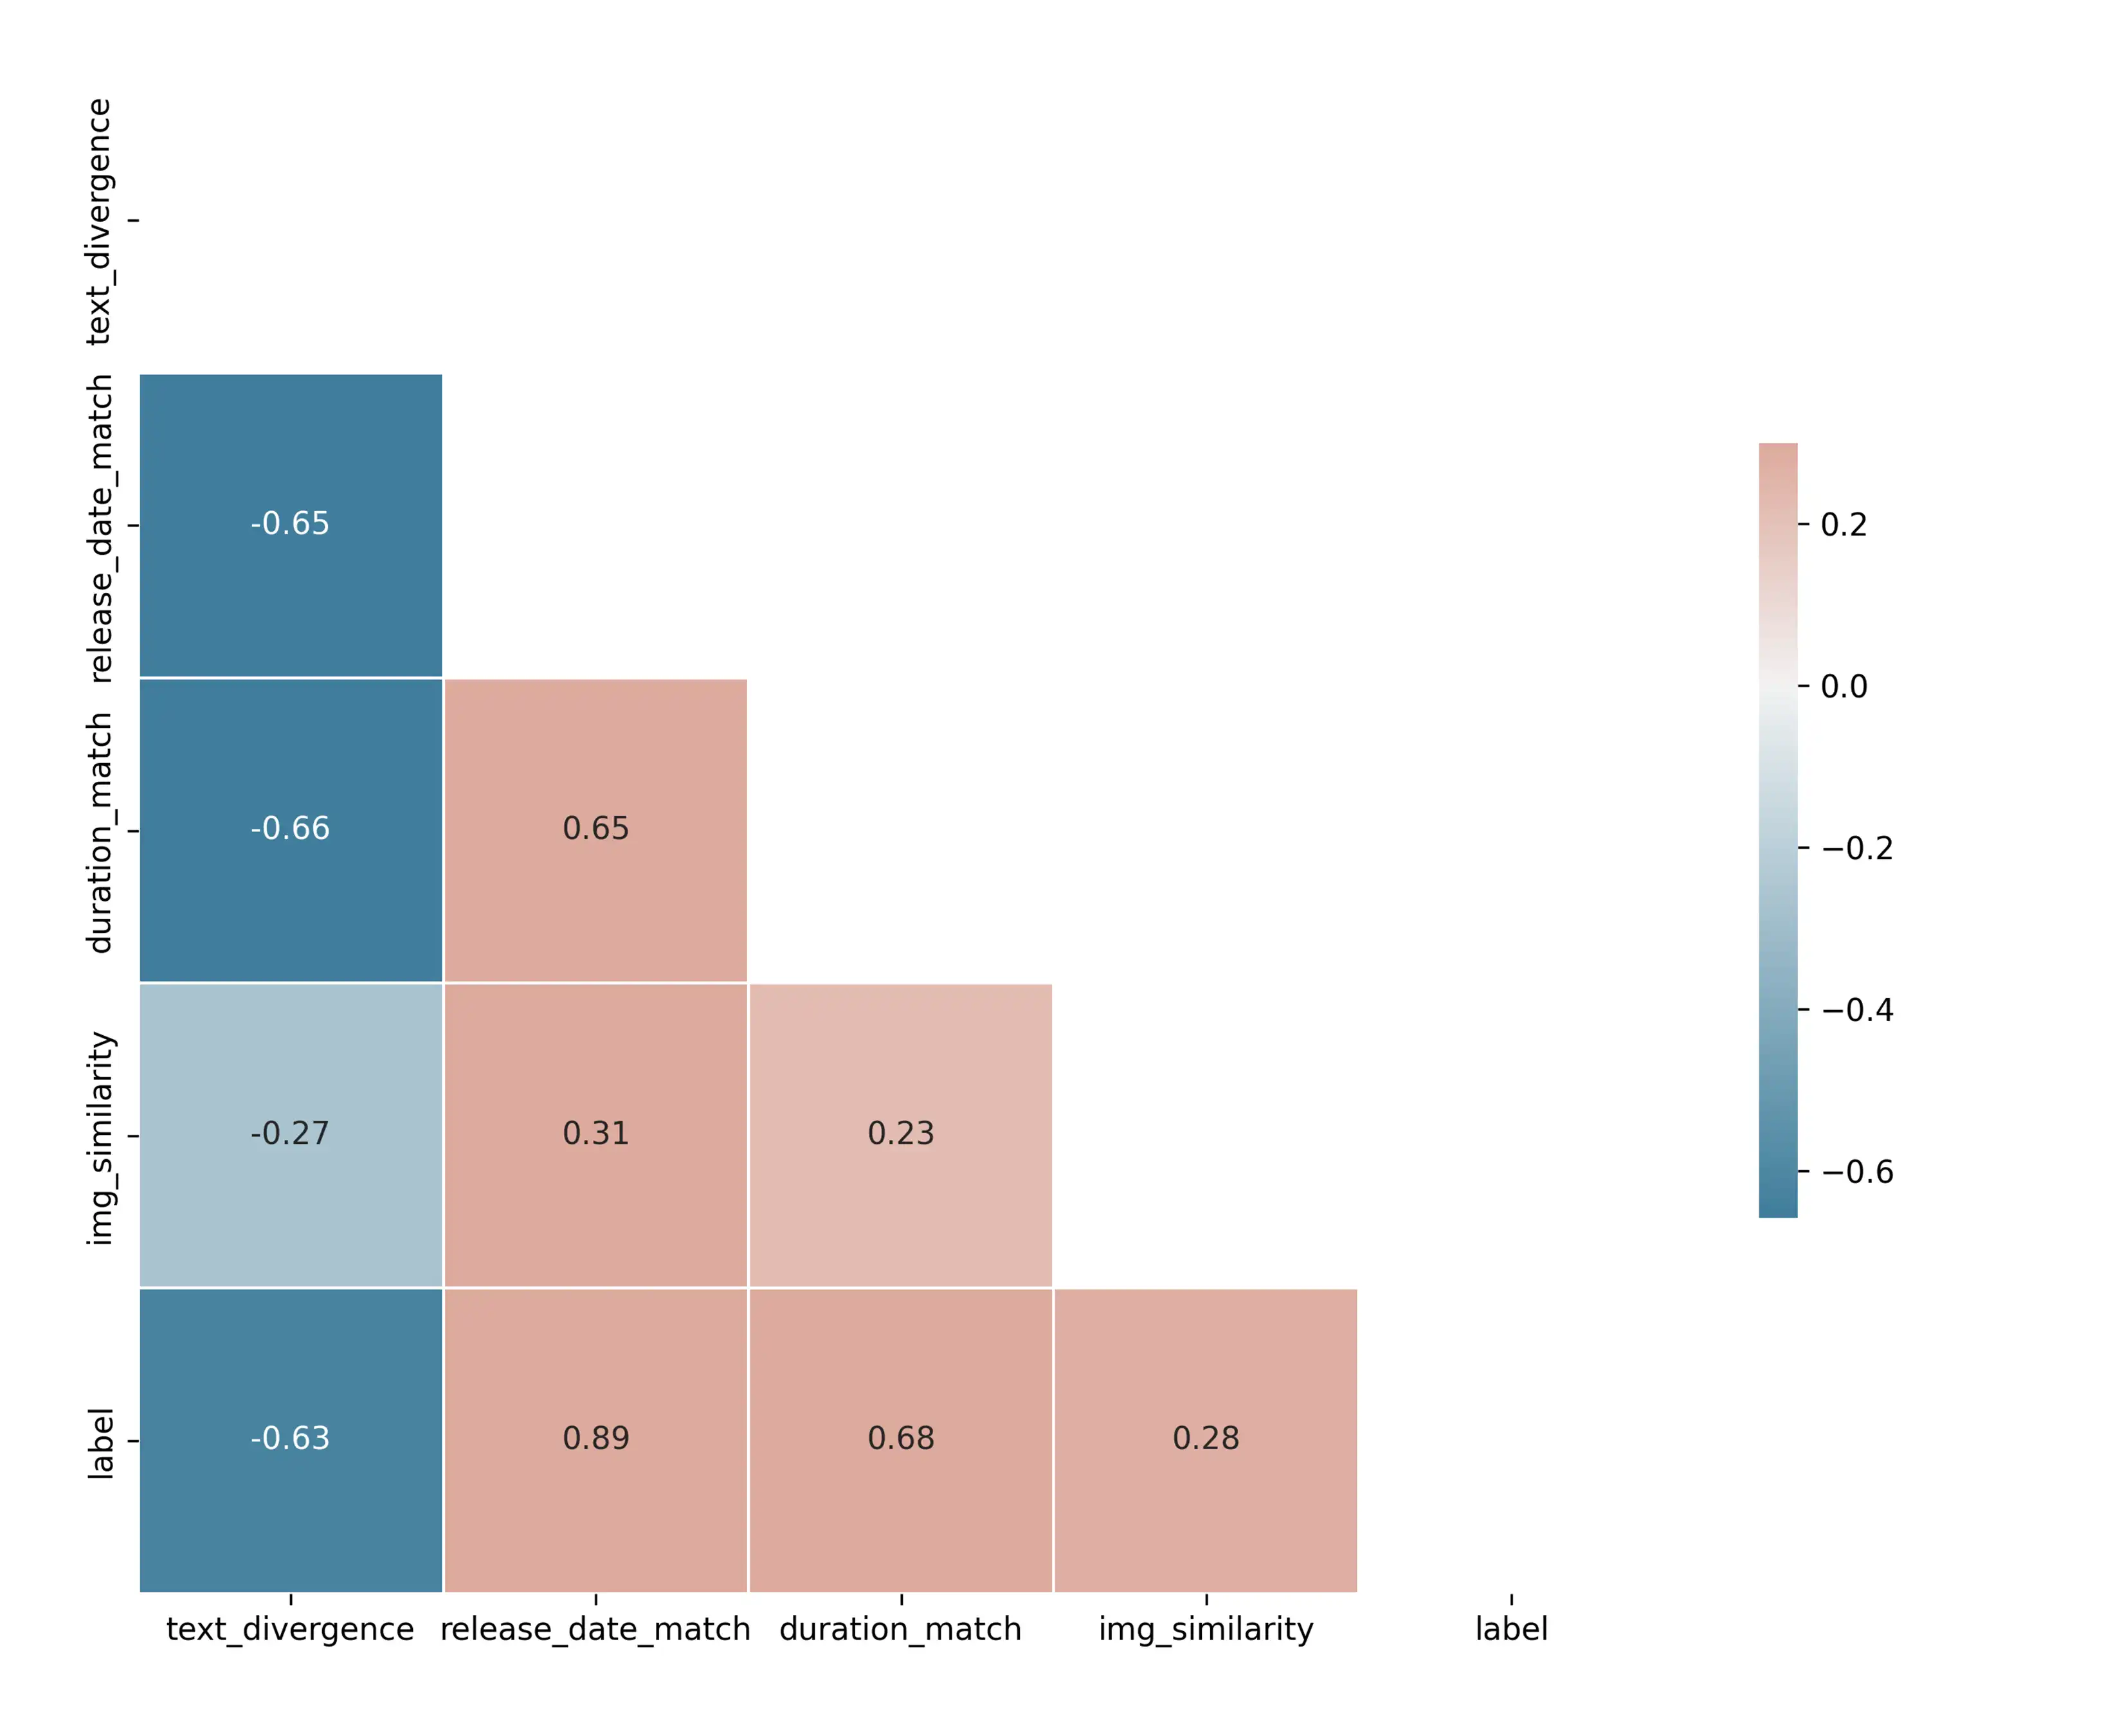 text_divergence
release_date_match
-0.65
duration_match
-0.66 0.65
img_similarity
-0.27 0.31 0.23
label
-0.63 0.89 0.68 0.28
text_divergence release_date_match duration_match img_similarity label
0.2
0.0
−0.2
−0.4
−0.6